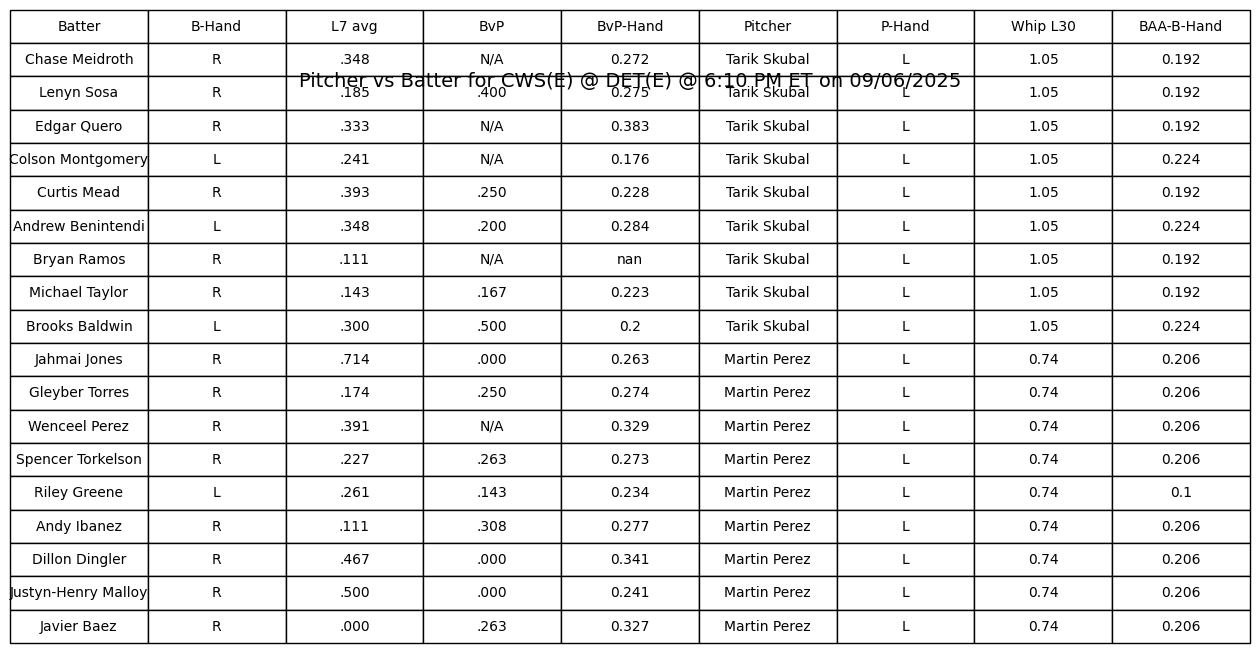 Batter B-Hand L7 avg BvP BvP-Hand Pitcher P-Hand Whip L30 BAA-B-Hand
Chase Meidroth R .348 N/A 0.272 Tarik Skubal L 1.05 0.192
Pitcher vs Batter for CWS(E) @ DET(E) @ 6:10 PM ET on 09/06/2025
Lenyn Sosa R .185 .400 0.275 Tarik Skubal L 1.05 0.192
Edgar Quero R .333 N/A 0.383 Tarik Skubal L 1.05 0.192
Colson Montgomery L .241 N/A 0.176 Tarik Skubal L 1.05 0.224
Curtis Mead R .393 .250 0.228 Tarik Skubal L 1.05 0.192
Andrew Benintendi L .348 .200 0.284 Tarik Skubal L 1.05 0.224
Bryan Ramos R .111 N/A nan Tarik Skubal L 1.05 0.192
Michael Taylor R .143 .167 0.223 Tarik Skubal L 1.05 0.192
Brooks Baldwin L .300 .500 0.2 Tarik Skubal L 1.05 0.224
Jahmai Jones R .714 .000 0.263 Martin Perez L 0.74 0.206
Gleyber Torres R .174 .250 0.274 Martin Perez L 0.74 0.206
Wenceel Perez R .391 N/A 0.329 Martin Perez L 0.74 0.206
Spencer Torkelson R .227 .263 0.273 Martin Perez L 0.74 0.206
Riley Greene L .261 .143 0.234 Martin Perez L 0.74 0.1
Andy Ibanez R .111 .308 0.277 Martin Perez L 0.74 0.206
Dillon Dingler R .467 .000 0.341 Martin Perez L 0.74 0.206
Justyn-Henry Malloy R .500 .000 0.241 Martin Perez L 0.74 0.206
Javier Baez R .000 .263 0.327 Martin Perez L 0.74 0.206